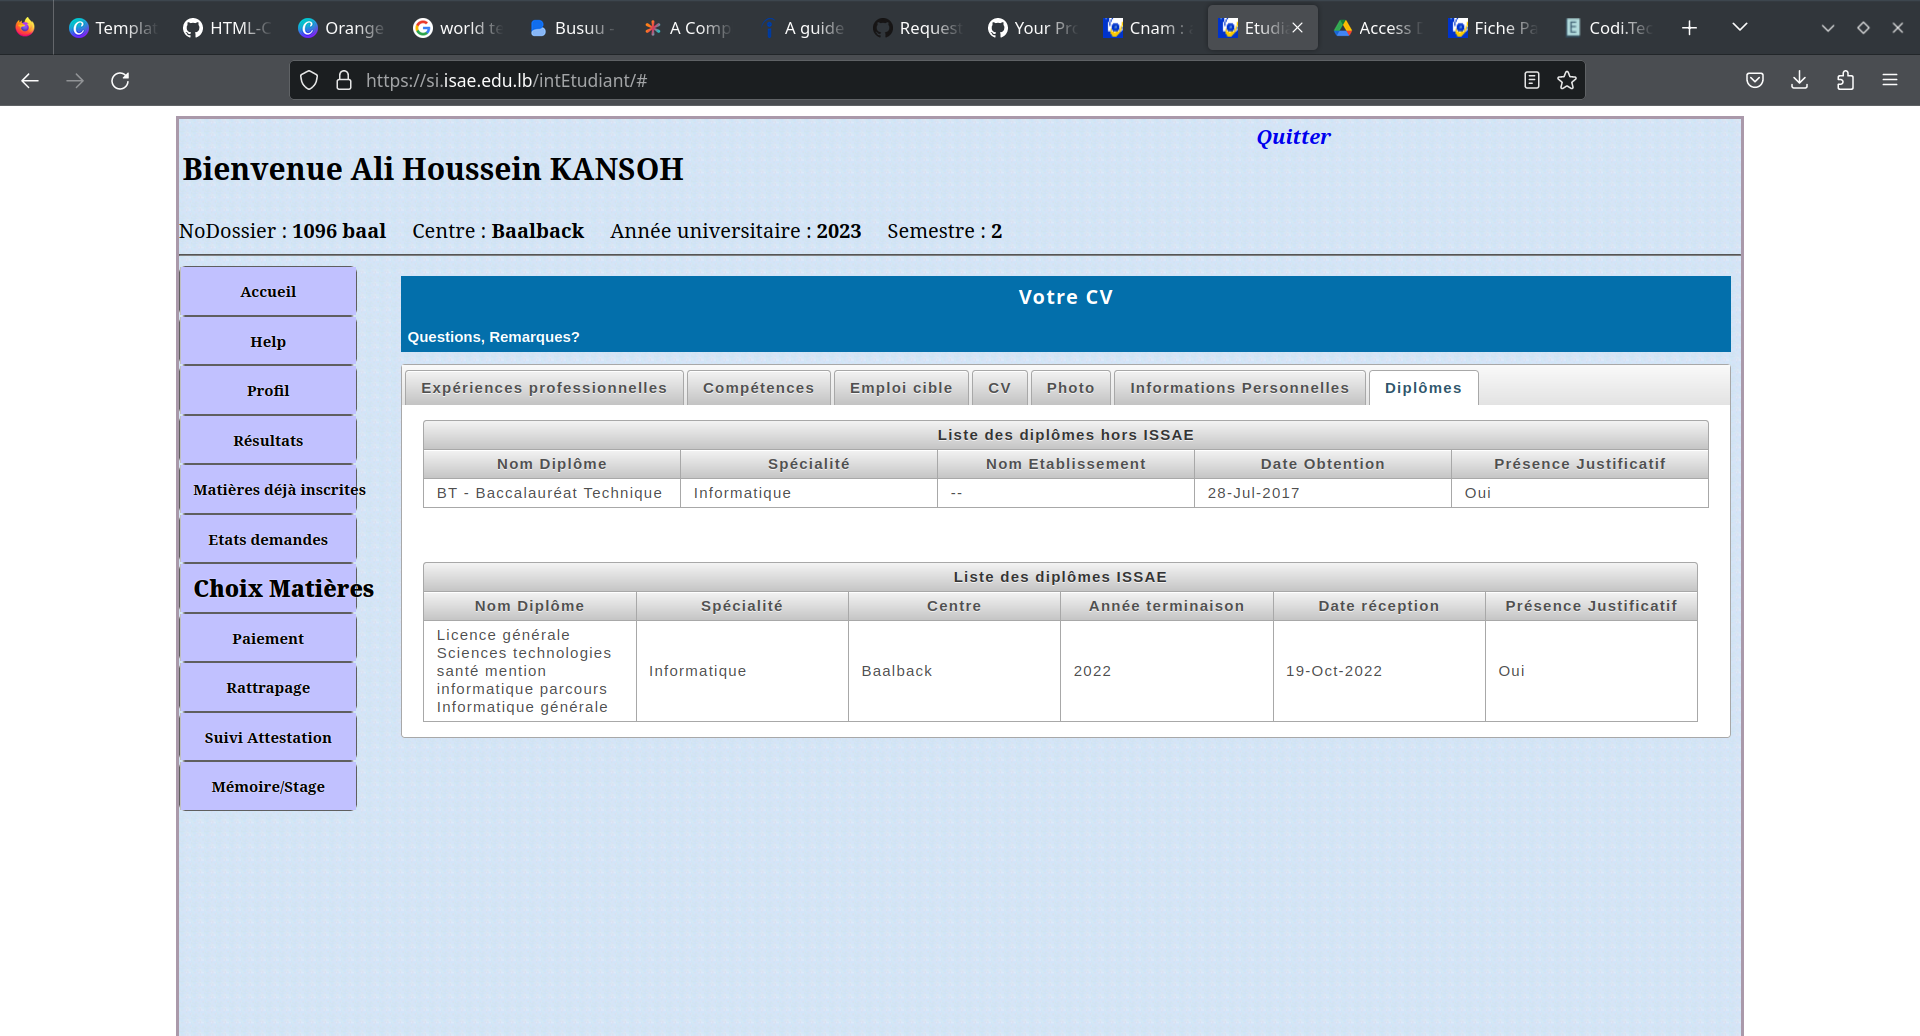 Templat
HTML-C
Orange
world te
Busuu -
A Comp
A guide
Request
Your Pro
Cnam : a
Etudia
Access D
Fiche Pa
Codi.Tec
https://si.isae.edu.lb/intEtudiant/#
Quitter
Bienvenue Ali Houssein KANSOH
NoDossier : 1096 baal Centre : Baalback Année universitaire : 2023 Semestre : 2
Accueil
Help
Profil
Résultats
Matières déjà inscrites
Etats demandes
Choix Matières
Paiement
Rattrapage
Suivi Attestation
Mémoire/Stage
Votre CV
Questions, Remarques?
Expériences professionnelles Compétences Emploi cible CV Photo Informations Personnelles Diplômes
Liste des diplômes hors ISSAE
Nom Diplôme Spécialité Nom Etablissement Date Obtention Présence Justificatif
BT - Baccalauréat Technique Informatique -- 28-Jul-2017 Oui
Liste des diplômes ISSAE
Nom Diplôme Spécialité Centre Année terminaison Date réception Présence Justificatif
Licence générale
Sciences technologies
santé mention
informatique parcours
Informatique générale
Informatique Baalback 2022 19-Oct-2022 Oui